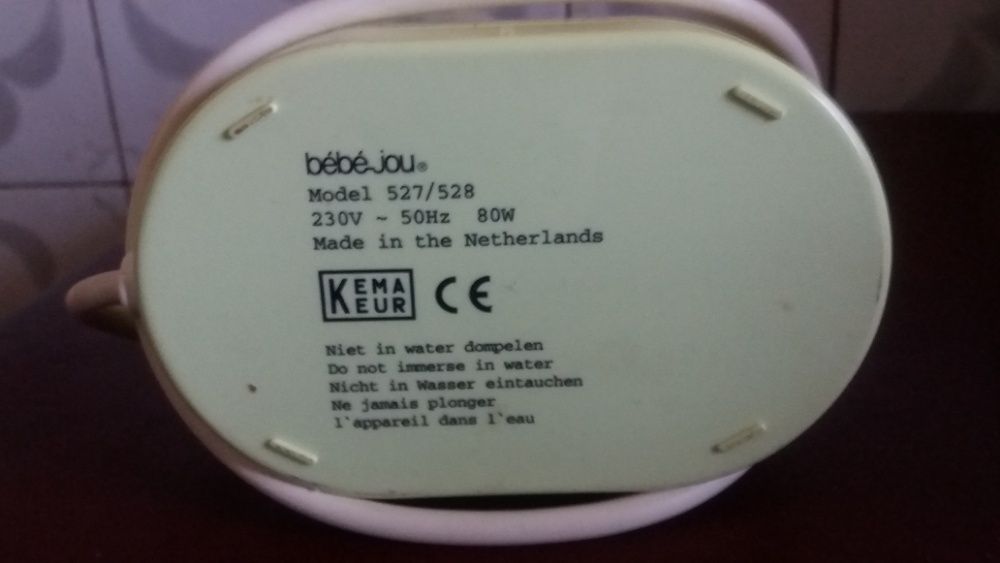 bébé-jou®
Model 527/528
230V ~ 50Hz 80W
Made in the Netherlands
KEMA KEUR CE
Niet in water dompelen
Do not immerse in water
Nicht in Wasser eintauchen
Ne jamais plonger
l`appareil dans l`eau